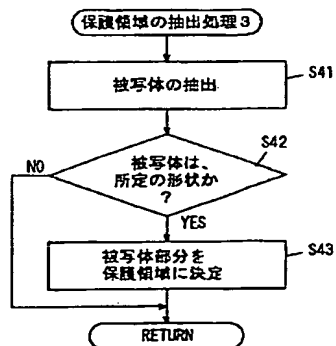 保護領域の抽出処理3
被写体の抽出
S41
被写体は、
所定の形状か
?
S42
NO
YES
被写体部分を
保護領域に決定
S43
RETURN